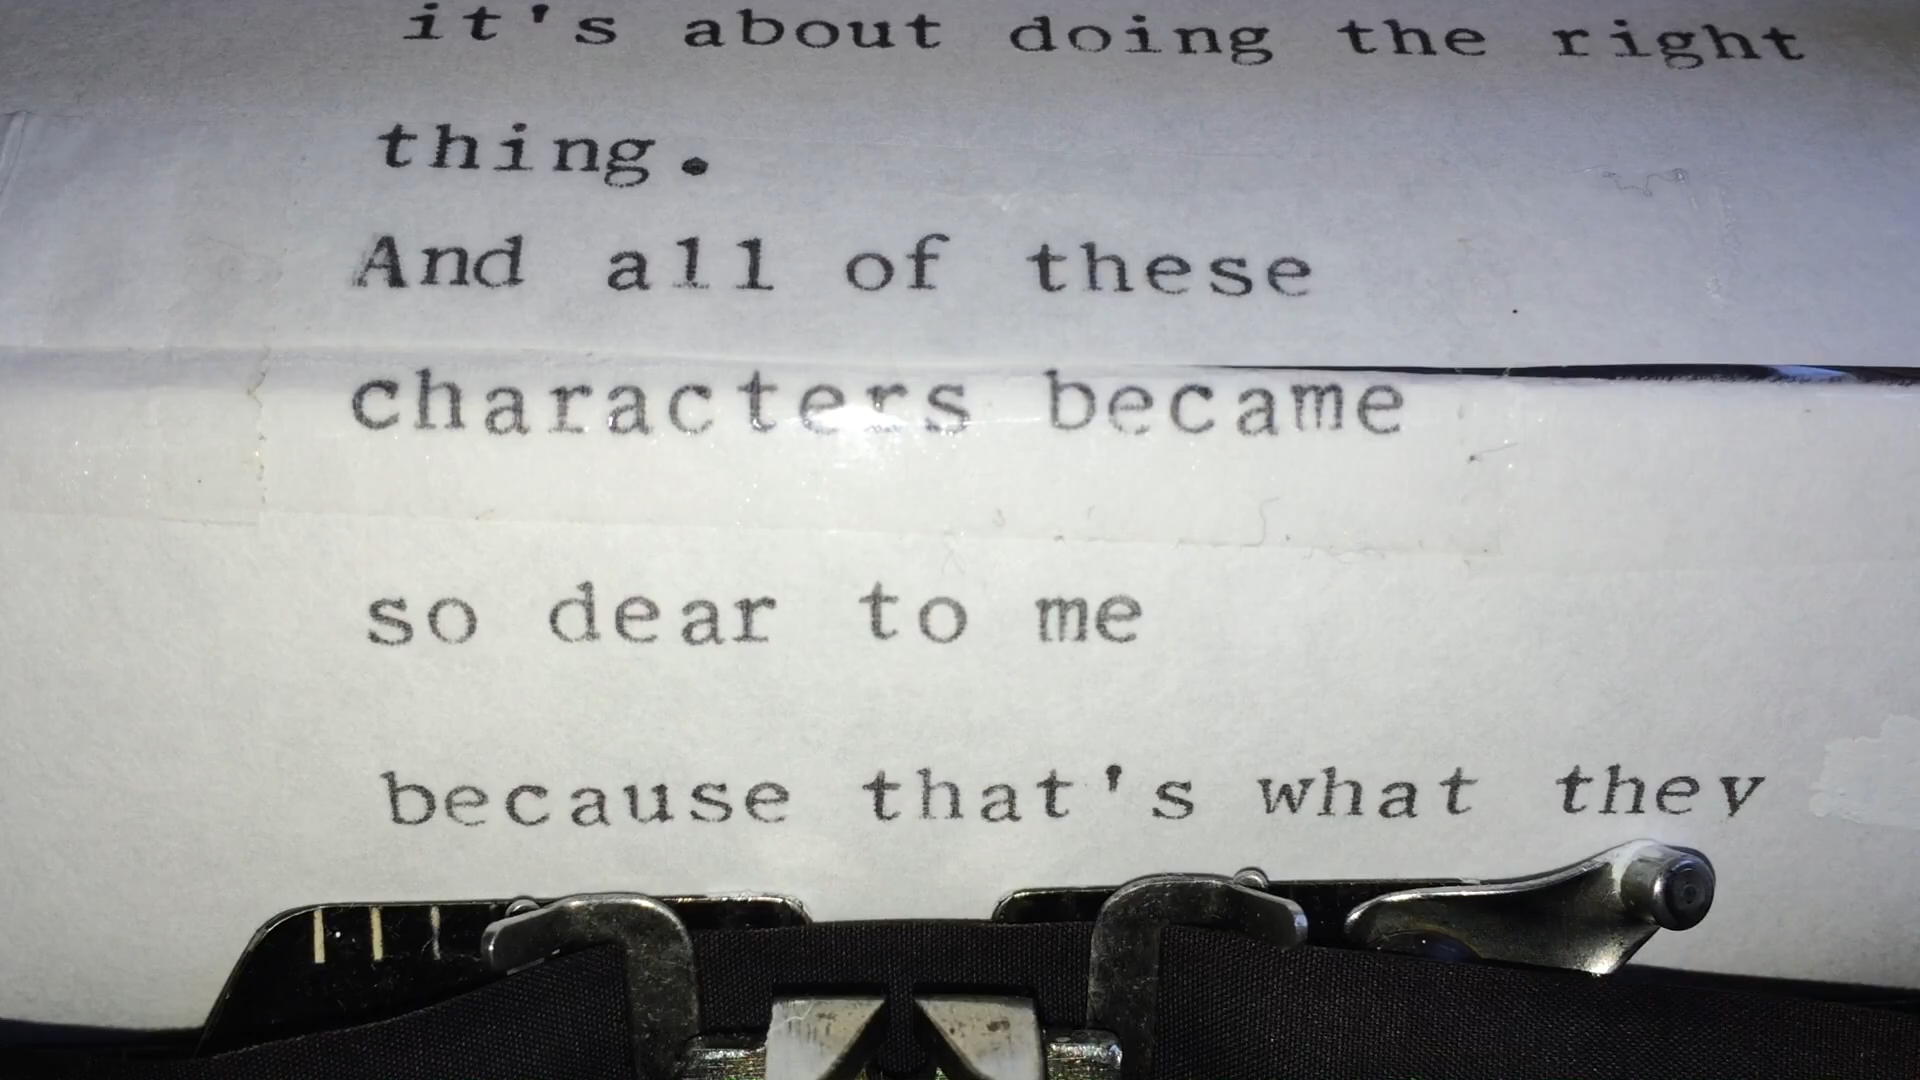 it's about doing the right
thing.
And all of these
characters became
so dear to me
because that's what they